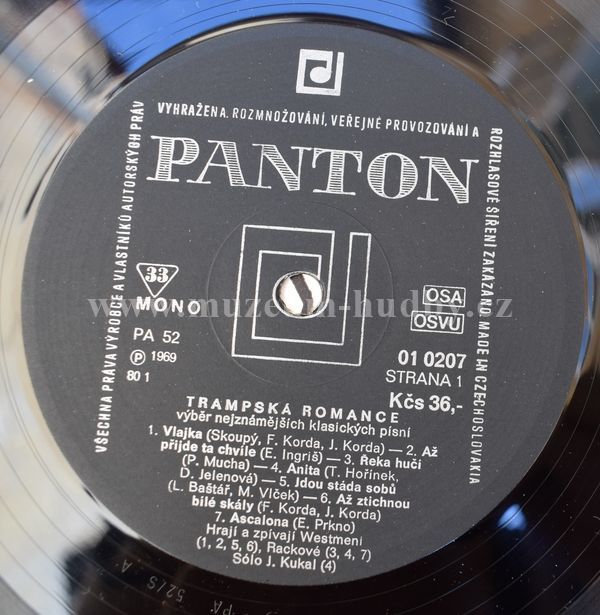 VŠECHNA PRÁVA VÝROBCE A VLASTNÍKŮ AUTORSKÝCH PRÁV
VYHRAŽENA. ROZMNOŽOVÁNÍ, VEŘEJNÉ PROVOZOVÁNÍ A
ROZHLASOVÉ ŠÍŘENÍ ZAKÁZÁNO MADE IN CZECHOSLOVAKIA
PANTON
33
MONO
PA 52
Ⓟ 1969
80 1
OSA
OSVU
01 0207
STRANA 1
Kčs 36,-
www.muzeum-hudby.cz
TRAMPSKÁ ROMANCE
výběr nejznámějších klasických písní
1. Vlajka (Skoupý, F. Korda, J. Korda) — 2. Až
přijde ta chvíle (E. Ingriš) — 3. Řeka hučí
(P. Mucha) — 4. Anita (T. Hořínek,
D. Jelenová) — 5. Jdou stáda sobů
(L. Baštář, M. Vlček) — 6. Až ztichnou
bílé skály (F. Korda, J. Korda)
7. Ascalona (E. Prkno)
Hrají a zpívají Westmeni
(1, 2, 5, 6), Rackové (3, 4, 7)
Sólo J. Kukal (4)